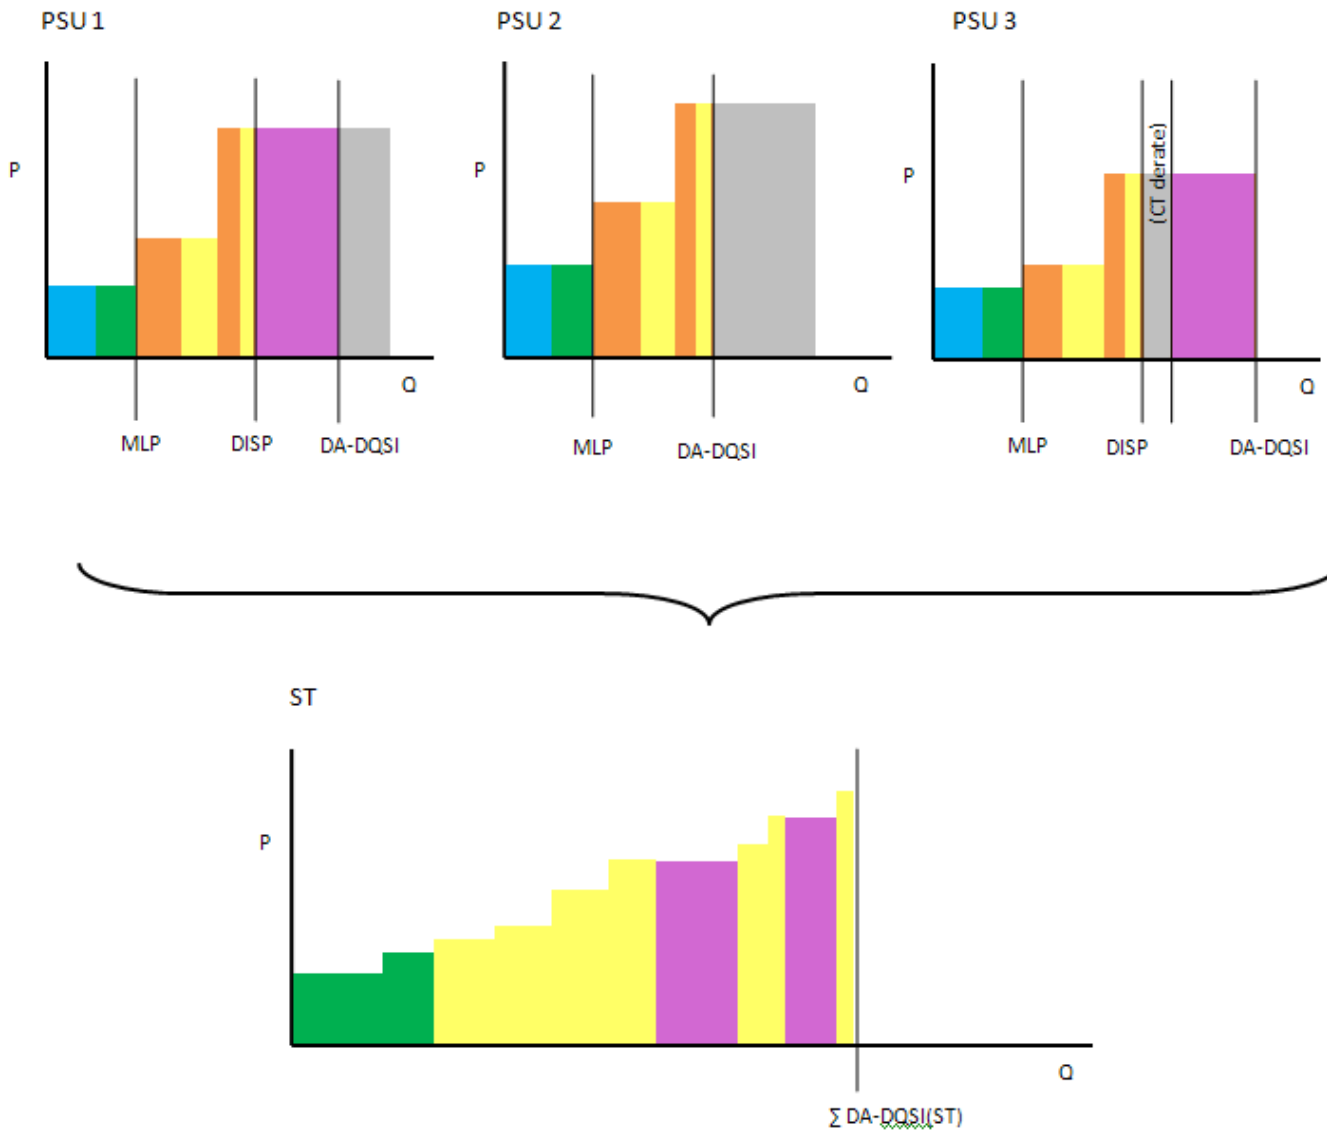 PSU 1
PSU 2
PSU 3
P
P
P
(CT derate)
Q
Q
Q
MLP
DISP
DA-DQSI
MLP
DA-DQSI
MLP
DISP
DA-DQSI
ST
P
Q
∑ DA-DQSI(ST)